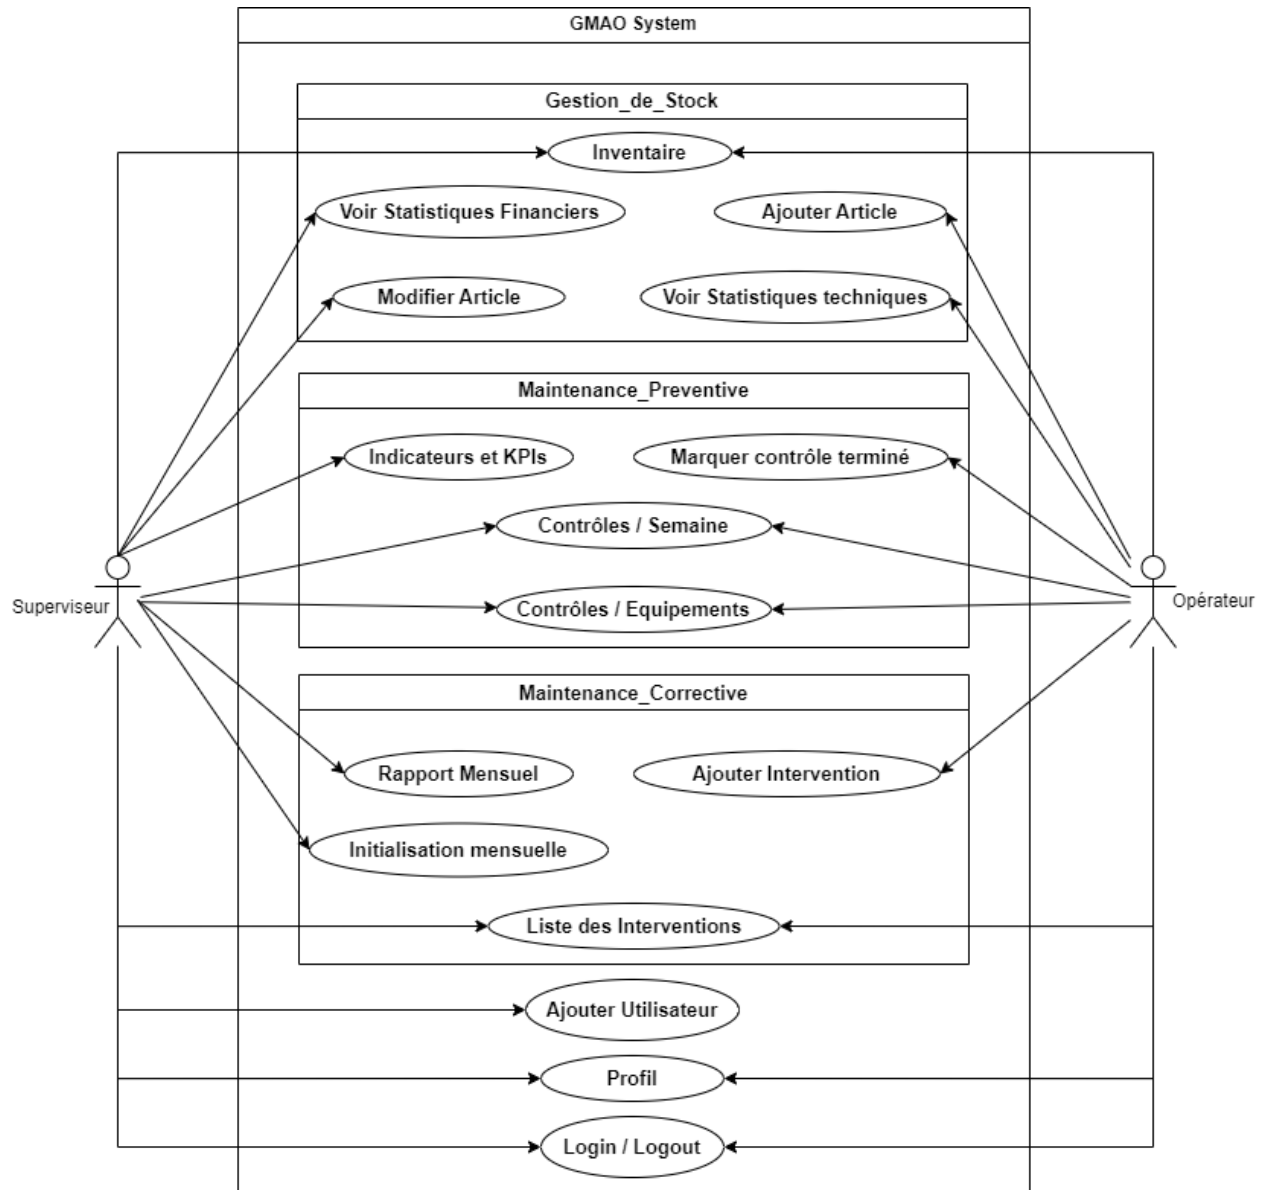 GMAO System
Gestion_de_Stock
Inventaire
Voir Statistiques Financiers
Ajouter Article
Modifier Article
Voir Statistiques techniques
Maintenance_Preventive
Indicateurs et KPIs
Marquer contrôle terminé
Contrôles / Semaine
Superviseur
Contrôles / Equipements
Opérateur
Maintenance_Corrective
Rapport Mensuel
Ajouter Intervention
Initialisation mensuelle
Liste des Interventions
Ajouter Utilisateur
Profil
Login / Logout